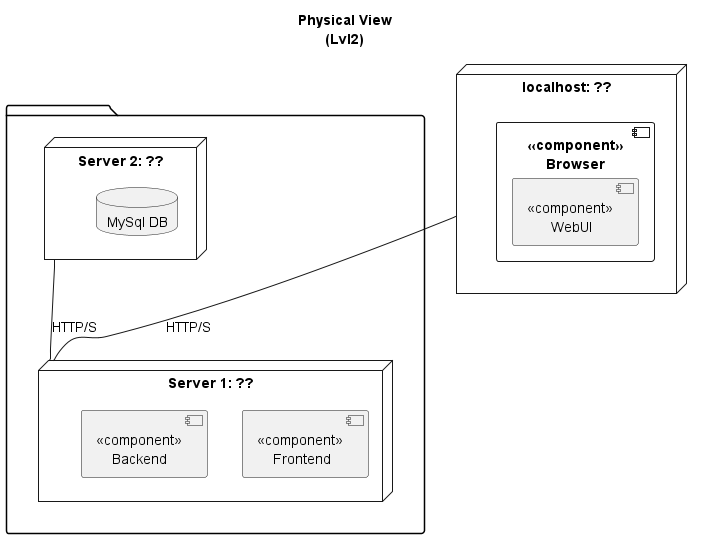 Physical View
(Lvl2)
localhost: ??
«component»
Browser
«component»
WebUI
Server 2: ??
MySql DB
HTTP/S
HTTP/S
Server 1: ??
«component»
Backend
«component»
Frontend